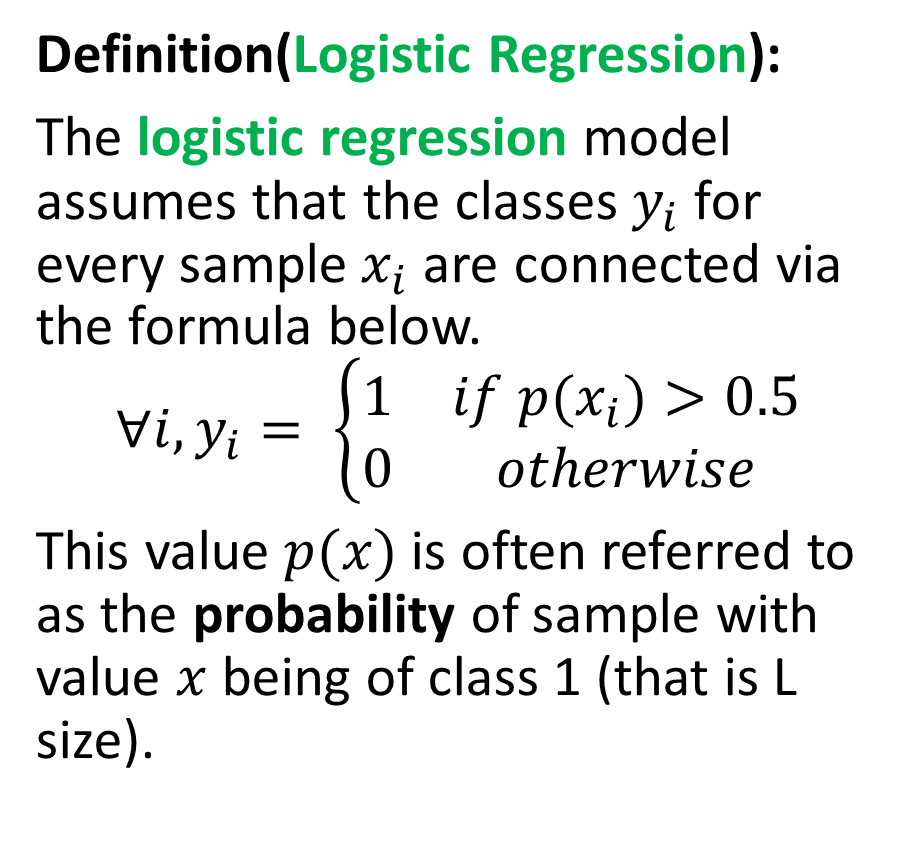 Definition(Logistic Regression):
The logistic regression model
assumes that the classes yᵢ for
every sample xᵢ are connected via
the formula below.
∀i, yᵢ = {1 if p(xᵢ) > 0.5
{0 otherwise
This value p(x) is often referred to
as the probability of sample with
value x being of class 1 (that is L
size).